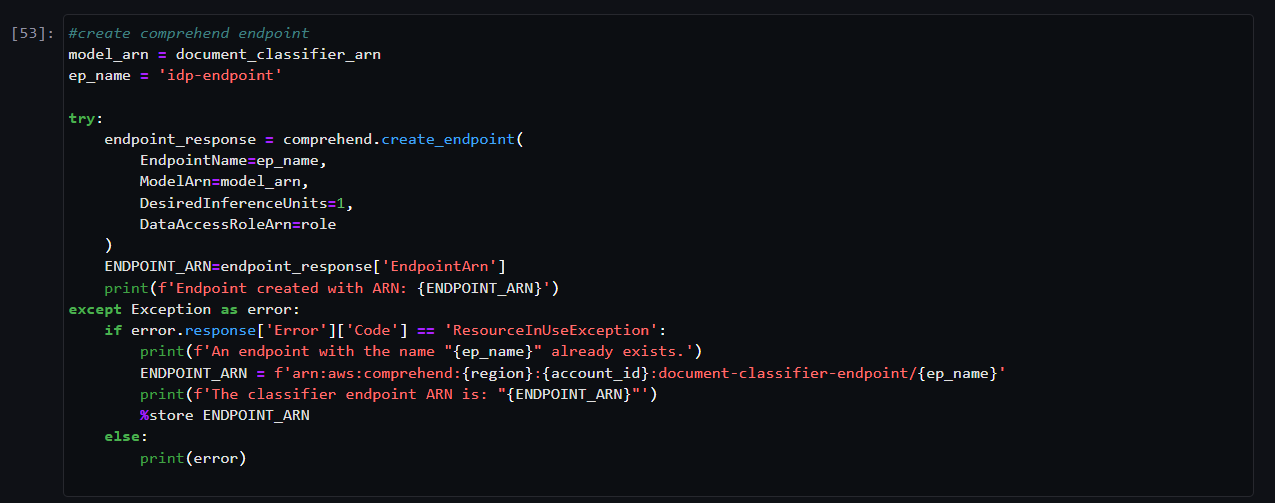 [53]: #create comprehend endpoint
model_arn = document_classifier_arn
ep_name = 'idp-endpoint'

try:
    endpoint_response = comprehend.create_endpoint(
        EndpointName=ep_name,
        ModelArn=model_arn,
        DesiredInferenceUnits=1,
        DataAccessRoleArn=role
    )
    ENDPOINT_ARN=endpoint_response['EndpointArn']
    print(f'Endpoint created with ARN: {ENDPOINT_ARN}')
except Exception as error:
    if error.response['Error']['Code'] == 'ResourceInUseException':
        print(f'An endpoint with the name "{ep_name}" already exists.')
        ENDPOINT_ARN = f'arn:aws:comprehend:{region}:{account_id}:document-classifier-endpoint/{ep_name}'
        print(f'The classifier endpoint ARN is: "{ENDPOINT_ARN}"')
        %store ENDPOINT_ARN
    else:
        print(error)